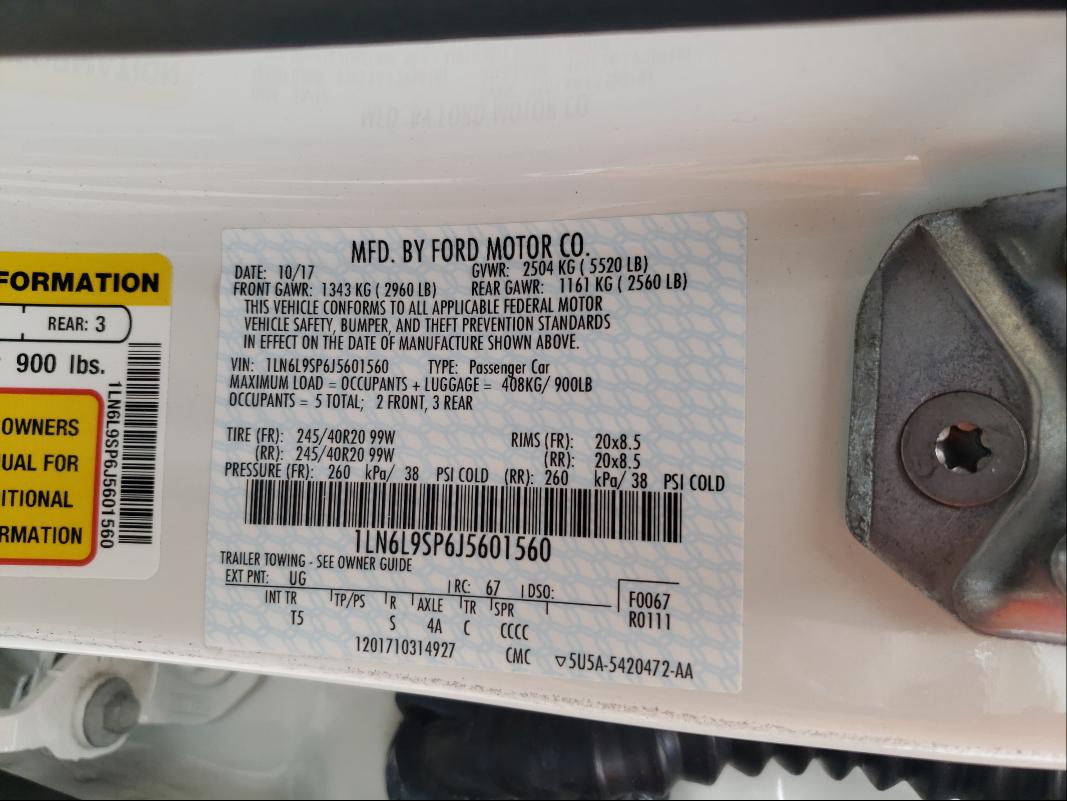 MFD. BY FORD MOTOR CO.
DATE: 10/17 GVWR: 2504 KG ( 5520 LB)
FRONT GAWR: 1343 KG ( 2960 LB) REAR GAWR: 1161 KG ( 2560 LB)
THIS VEHICLE CONFORMS TO ALL APPLICABLE FEDERAL MOTOR
VEHICLE SAFETY, BUMPER, AND THEFT PREVENTION STANDARDS
IN EFFECT ON THE DATE OF MANUFACTURE SHOWN ABOVE.
VIN: 1LN6L9SP6J5601560 TYPE: Passenger Car
MAXIMUM LOAD = OCCUPANTS + LUGGAGE = 408KG/ 900LB
OCCUPANTS = 5 TOTAL; 2 FRONT, 3 REAR
TIRE (FR): 245/40R20 99W RIMS (FR): 20x8.5
(RR): 245/40R20 99W (RR): 20x8.5
PRESSURE (FR): 260 kPa/ 38 PSI COLD (RR): 260 kPa/ 38 PSI COLD
1LN6L9SP6J5601560
TRAILER TOWING - SEE OWNER GUIDE
EXT PNT: UG RC: 67 DSO: F0067
INT TR TP/PS R AXLE TR SPR R0111
T5 S 4A C CCCC
1201710314927 CMC ▽5U5A-5420472-AA
FORMATION
REAR: 3
900 lbs.
1LN6L9SP6J5601560
OWNERS
UAL FOR
ITIONAL
RMATION